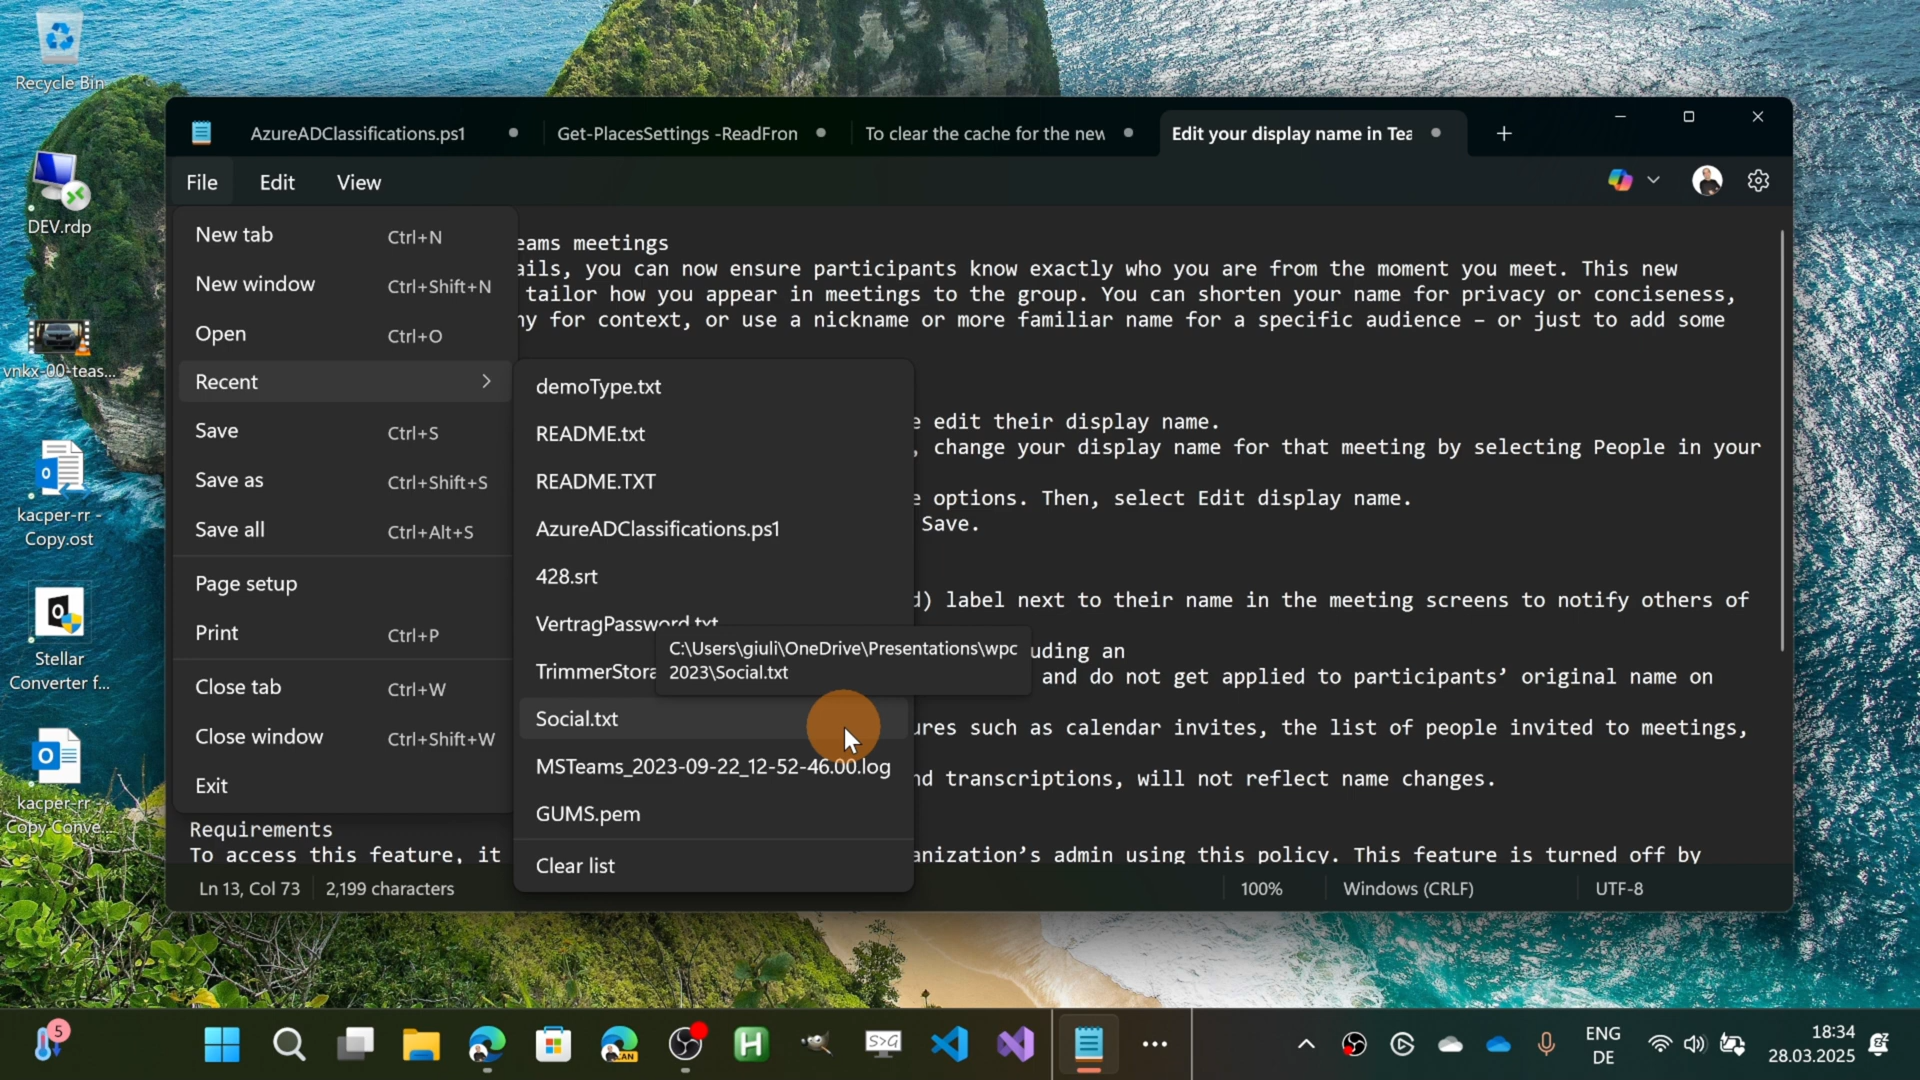 Recycle Bin
DEV.rdp
vnkx-00-teas...
kacper-rr -
Copy.ost
Stellar
Converter f...
kacper-rr -
Copy Conve...
AzureADClassifications.ps1
Get-PlacesSettings -ReadFron
To clear the cache for the new
Edit your display name in Tea
File
Edit
View
New tab Ctrl+N
New window Ctrl+Shift+N
Open Ctrl+O
Recent
Save Ctrl+S
Save as Ctrl+Shift+S
Save all Ctrl+Alt+S
Page setup
Print Ctrl+P
Close tab Ctrl+W
Close window Ctrl+Shift+W
Exit
demoType.txt
README.txt
README.TXT
AzureADClassifications.ps1
428.srt
VertragPassword.txt
TrimmerStora
Social.txt
MSTeams_2023-09-22_12-52-46.00.log
GUMS.pem
Clear list
C:\Users\giuli\OneDrive\Presentations\wpc
2023\Social.txt
eams meetings
ails, you can now ensure participants know exactly who you are from the moment you meet. This new
tailor how you appear in meetings to the group. You can shorten your name for privacy or conciseness,
ny for context, or use a nickname or more familiar name for a specific audience – or just to add some
e edit their display name.
, change your display name for that meeting by selecting People in your
e options. Then, select Edit display name.
Save.
d) label next to their name in the meeting screens to notify others of
uding an
and do not get applied to participants’ original name on
ures such as calendar invites, the list of people invited to meetings,
nd transcriptions, will not reflect name changes.
Requirements
To access this feature, it
anization’s admin using this policy. This feature is turned off by
Ln 13, Col 73
2,199 characters
100%
Windows (CRLF)
UTF-8
5
CAN
H
S>G
ENG
DE
18:34
28.03.2025